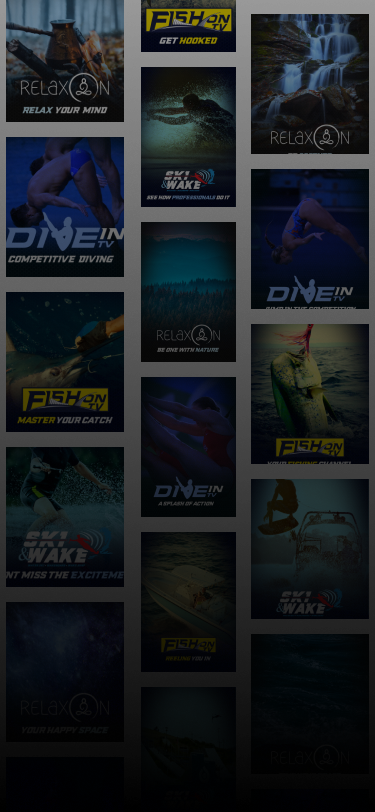 RELAXON
RELAX YOUR MIND
DIVE IN
TV
COMPETITIVE DIVING
FISH ON
TV
MASTER YOUR CATCH
SKI
& WAKE
NT MISS THE EXCITEME
RELAXON
YOUR HAPPY SPACE
FISH ON
TV
GET HOOKED
SKI
& WAKE
SEE HOW PROFESSIONALS DO IT
RELAXON
BE ONE WITH NATURE
DIVE IN
TV
A SPLASH OF ACTION
FISH ON
TV
REELING YOU IN
RELAXON
DIVE IN
TV
FISH ON
TV
YOUR FISHING CHANNEL
SKI
& WAKE
RELAXON